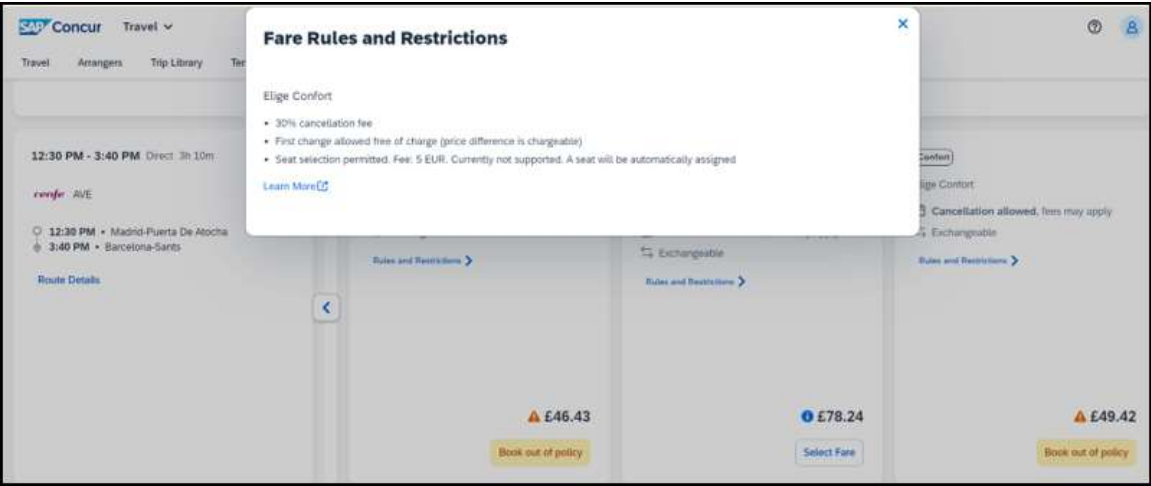 SAP Concur Travel
Travel Arrangers Trip Library
Fare Rules and Restrictions
Elige Confort
• 30% cancellation fee
• First change allowed free of charge (price difference is chargeable)
• Seat selection permitted. Fee: 5 EUR. Currently not supported. A seat will be automatically assigned
Learn More
12:30 PM - 3:40 PM Direct 3h 10m
renfe AVE
12:30 PM • Madrid-Puerta De Atocha
3:40 PM • Barcelona-Sants
Route Details
Rules and Restrictions
£46.43
Book out of policy
Exchangeable
Rules and Restrictions
£78.24
Select Fare
Confort
Elige Confort
Cancellation allowed, fees may apply
Exchangeable
Rules and Restrictions
£49.42
Book out of policy